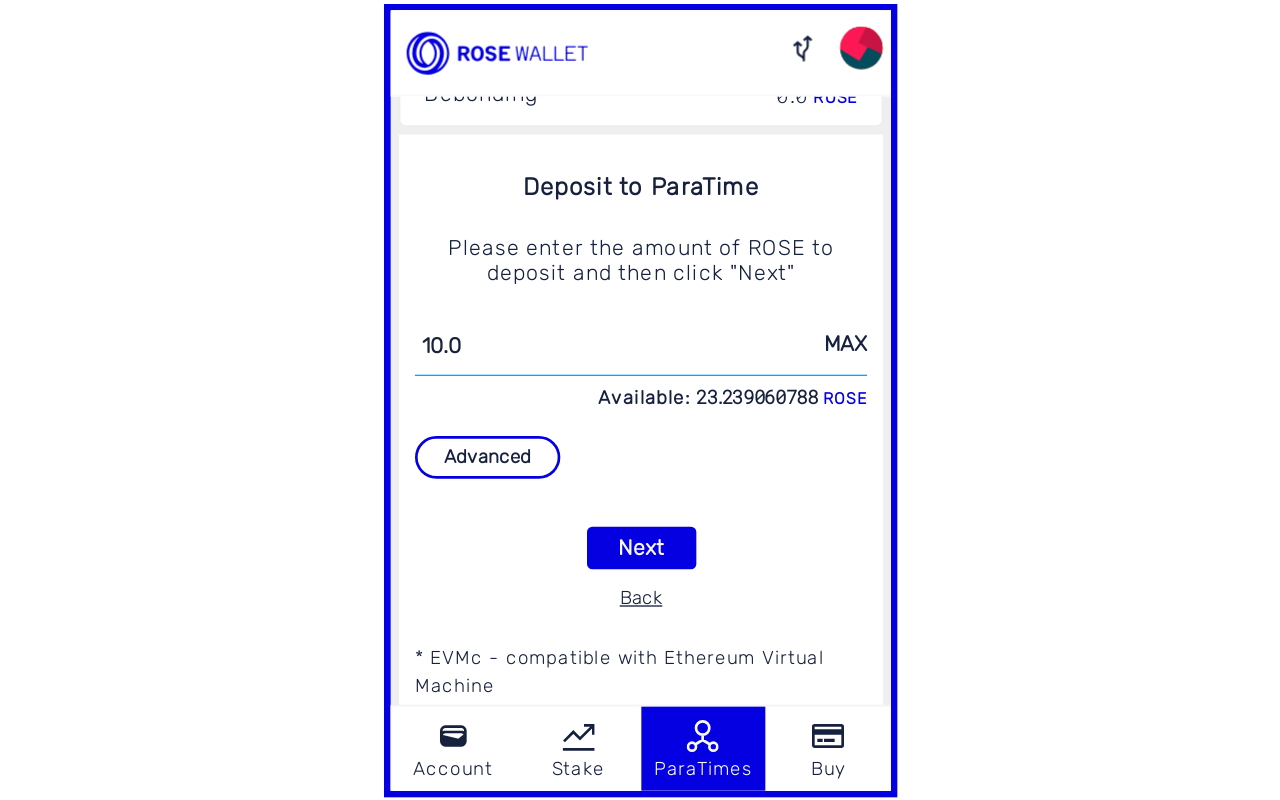 ROSE WALLET
Debonding 0.0 ROSE
Deposit to ParaTime
Please enter the amount of ROSE to
deposit and then click "Next"
10.0 MAX
Available: 23.239060788 ROSE
Advanced
Next
Back
* EVMc - compatible with Ethereum Virtual
Machine
Account Stake ParaTimes Buy